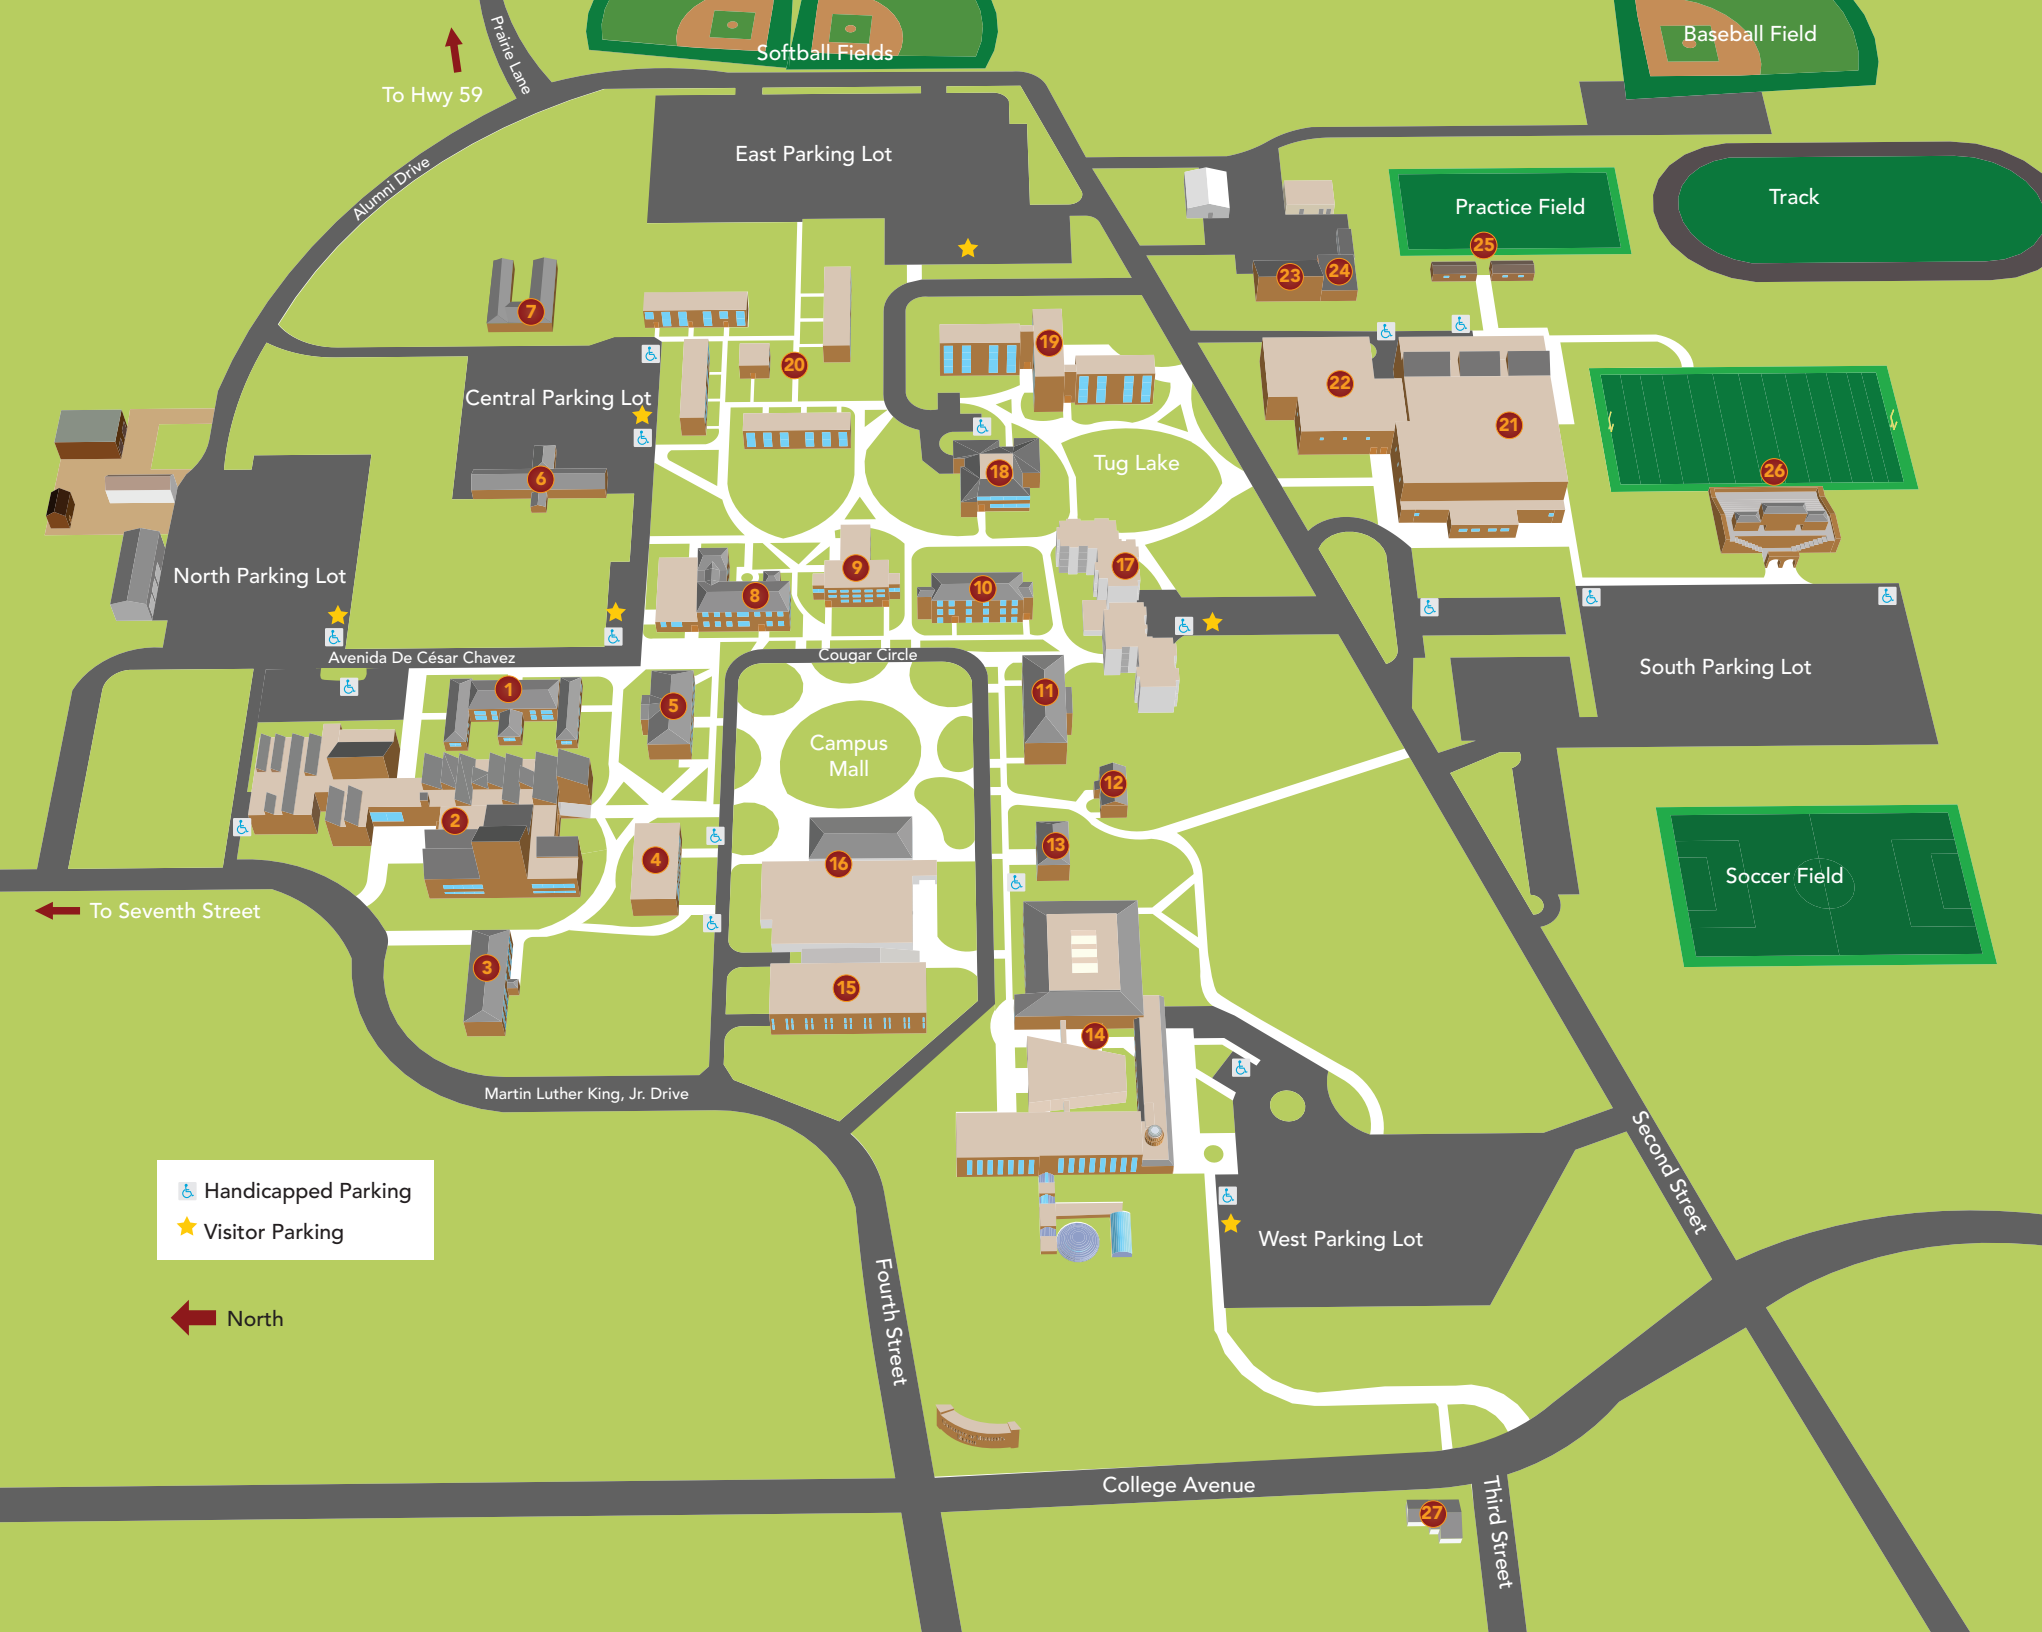 Prairie Lane
Softball Fields
Baseball Field
To Hwy 59
East Parking Lot
Alumni Drive
Practice Field
Track
25
23
24
7
19
20
22
Central Parking Lot
21
Tug Lake
18
26
6
North Parking Lot
9
17
8
10
Avenida De César Chavez
Cougar Circle
South Parking Lot
1
5
11
Campus
Mall
12
2
13
4
16
Soccer Field
To Seventh Street
3
15
14
Martin Luther King, Jr. Drive
Second Street
Handicapped Parking
Visitor Parking
West Parking Lot
North
Fourth Street
College Avenue
27
Third Street